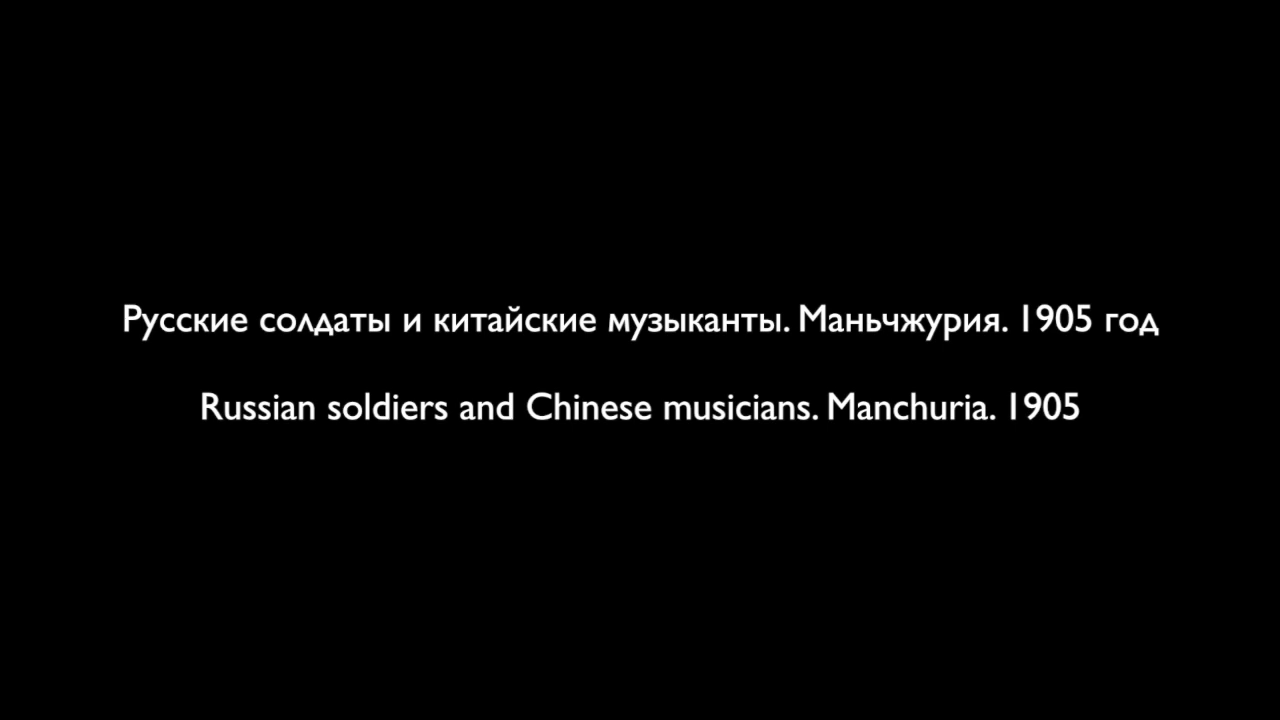 Русские солдаты и китайские музыканты. Маньчжурия. 1905 год
Russian soldiers and Chinese musicians. Manchuria. 1905